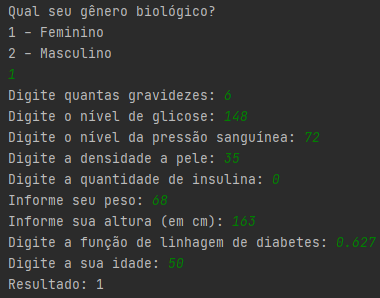 Qual seu gênero biológico?
1 - Feminino
2 - Masculino
1
Digite quantas gravidezes: 6
Digite o nível de glicose: 148
Digite o nível da pressão sanguínea: 72
Digite a densidade a pele: 35
Digite a quantidade de insulina: 0
Informe seu peso: 68
Informe sua altura (em cm): 163
Digite a função de linhagem de diabetes: 0.627
Digite a sua idade: 50
Resultado: 1